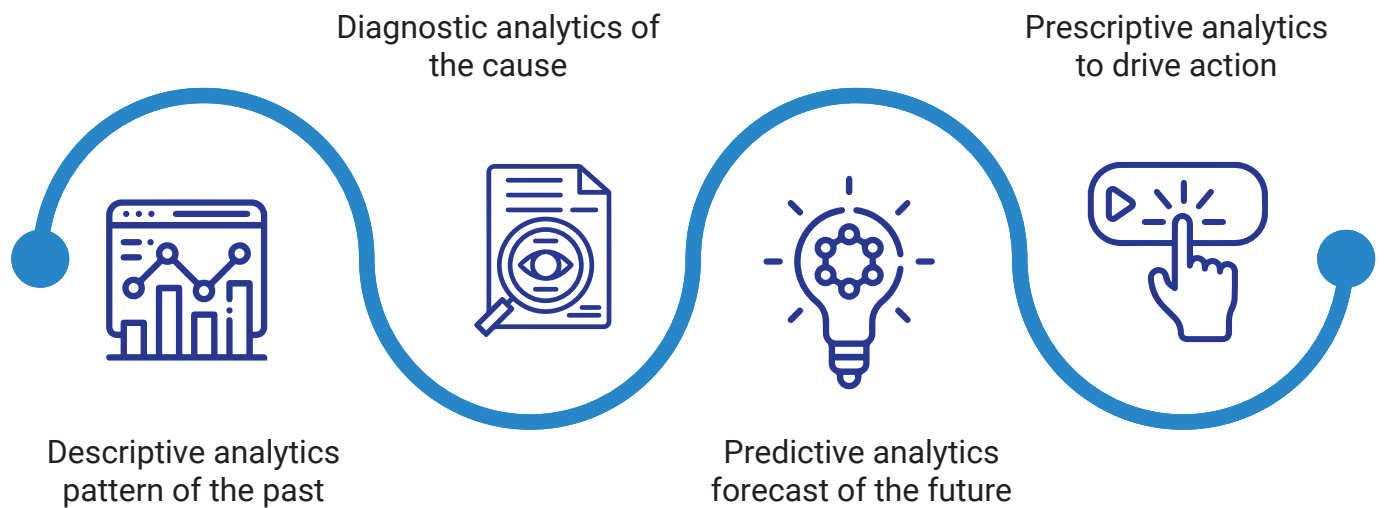 Descriptive analytics
pattern of the past
Diagnostic analytics of
the cause
Predictive analytics
forecast of the future
Prescriptive analytics
to drive action